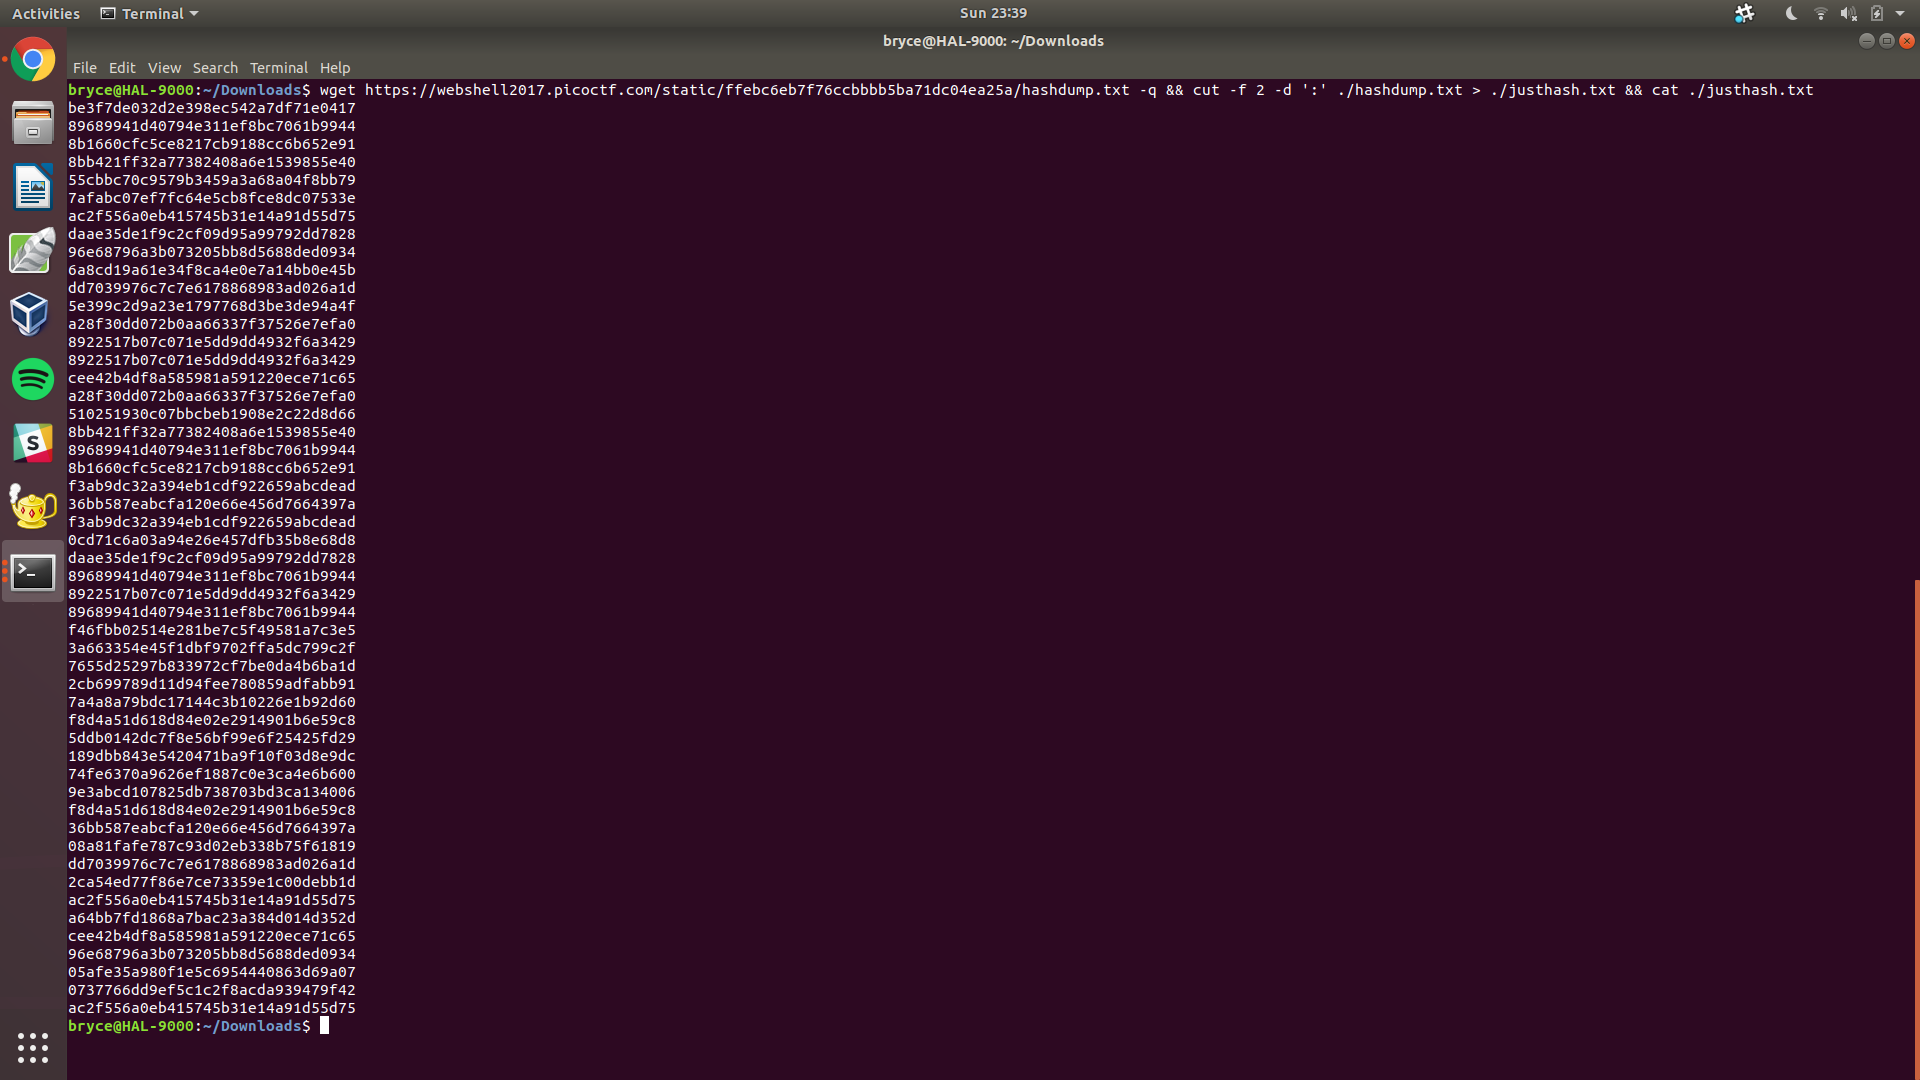 Activities Terminal Sun 23:39
bryce@HAL-9000: ~/Downloads
File Edit View Search Terminal Help
bryce@HAL-9000:~/Downloads$ wget https://webshell2017.picoctf.com/static/ffebc6eb7f76ccbbbb5ba71dc04ea25a/hashdump.txt -q && cut -f 2 -d ':' ./hashdump.txt > ./justhash.txt && cat ./justhash.txt
be3f7de032d2e398ec542a7df71e0417
89689941d40794e311ef8bc7061b9944
8b1660cfc5ce8217cb9188cc6b652e91
8bb421ff32a77382408a6e1539855e40
55cbbc70c9579b3459a3a68a04f8bb79
7afabc07ef7fc64e5cb8fce8dc07533e
ac2f556a0eb415745b31e14a91d55d75
daae35de1f9c2cf09d95a99792dd7828
96e68796a3b073205bb8d5688ded0934
6a8cd19a61e34f8ca4e0e7a14bb0e45b
dd7039976c7c7e6178868983ad026a1d
5e399c2d9a23e1797768d3be3de94a4f
a28f30dd072b0aa66337f37526e7efa0
8922517b07c071e5dd9dd4932f6a3429
8922517b07c071e5dd9dd4932f6a3429
cee42b4df8a585981a591220ece71c65
a28f30dd072b0aa66337f37526e7efa0
510251930c07bbcbeb1908e2c22d8d66
8bb421ff32a77382408a6e1539855e40
89689941d40794e311ef8bc7061b9944
8b1660cfc5ce8217cb9188cc6b652e91
f3ab9dc32a394eb1cdf922659abcdead
36bb587eabcfa120e66e456d7664397a
f3ab9dc32a394eb1cdf922659abcdead
0cd71c6a03a94e26e457dfb35b8e68d8
daae35de1f9c2cf09d95a99792dd7828
89689941d40794e311ef8bc7061b9944
8922517b07c071e5dd9dd4932f6a3429
89689941d40794e311ef8bc7061b9944
f46fbb02514e281be7c5f49581a7c3e5
3a663354e45f1dbf9702ffa5dc799c2f
7655d25297b833972cf7be0da4b6ba1d
2cb699789d11d94fee780859adfabb91
7a4a8a79bdc17144c3b10226e1b92d60
f8d4a51d618d84e02e2914901b6e59c8
5ddb0142dc7f8e56bf99e6f25425fd29
189dbb843e5420471ba9f10f03d8e9dc
74fe6370a9626ef1887c0e3ca4e6b600
9e3abcd107825db738703bd3ca134006
f8d4a51d618d84e02e2914901b6e59c8
36bb587eabcfa120e66e456d7664397a
08a81fafe787c93d02eb338b75f61819
dd7039976c7c7e6178868983ad026a1d
2ca54ed77f86e7ce73359e1c00debb1d
ac2f556a0eb415745b31e14a91d55d75
a64bb7fd1868a7bac23a384d014d352d
cee42b4df8a585981a591220ece71c65
96e68796a3b073205bb8d5688ded0934
05afe35a980f1e5c6954440863d69a07
0737766dd9ef5c1c2f8acda939479f42
ac2f556a0eb415745b31e14a91d55d75
bryce@HAL-9000:~/Downloads$